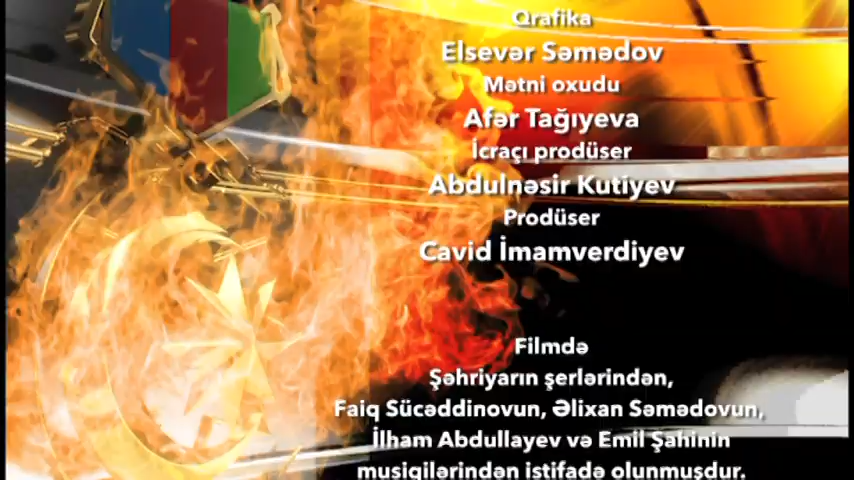 Qrafika
Elsevər Səmədov
Mətni oxudu
Afər Tağıyeva
İcraçı prodüser
Abdulnəsir Kutiyev
Prodüser
Cavid İmamverdiyev
Filmdə
Şəhriyarın şerlərindən,
Faiq Sücəddinovun, Əlixan Səmədovun,
İlham Abdullayev və Emil Şahinin
musiqilərindən istifadə olunmuşdur.